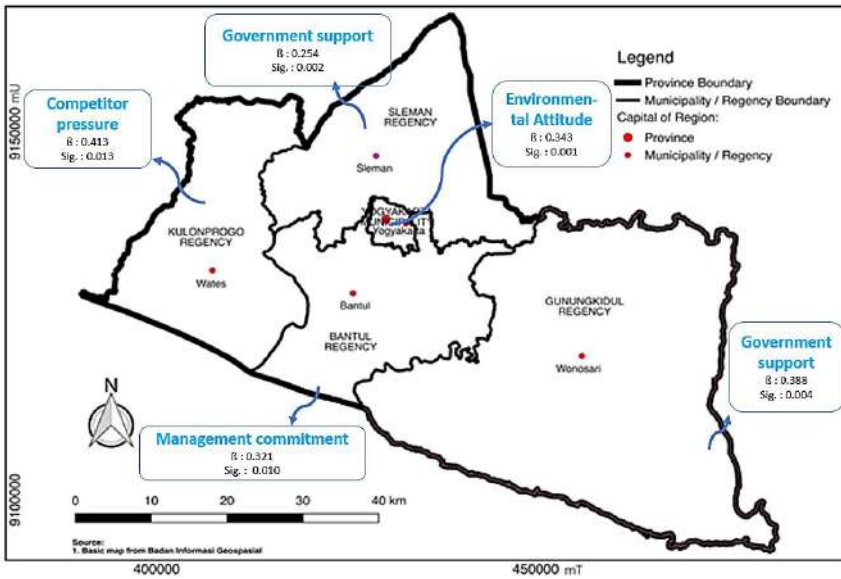 Government support
ß : 0.254
Sig. : 0.002
Competitor
pressure
ß : 0.413
Sig. : 0.013
Environmen-
tal Attitude
ß : 0.343
Sig. : 0.001
Legend
Province Boundary
Municipality / Regency Boundary
Capital of Region:
Province
Municipality / Regency
9150000 mU
SLEMAN
REGENCY
Sleman
YOGYAKARTA
MUNICIPALITY
Yogyakarta
KULONPROGO
REGENCY
Wates
Bantul
BANTUL
REGENCY
GUNUNGKIDUL
REGENCY
Wonosari
Government
support
ß : 0.388
Sig. : 0.004
N
Management commitment
ß : 0.321
Sig. : 0.010
9100000
0 10 20 30 40 km
Source:
1. Basic map from Badan Informasi Geospasial
400000 450000 mT